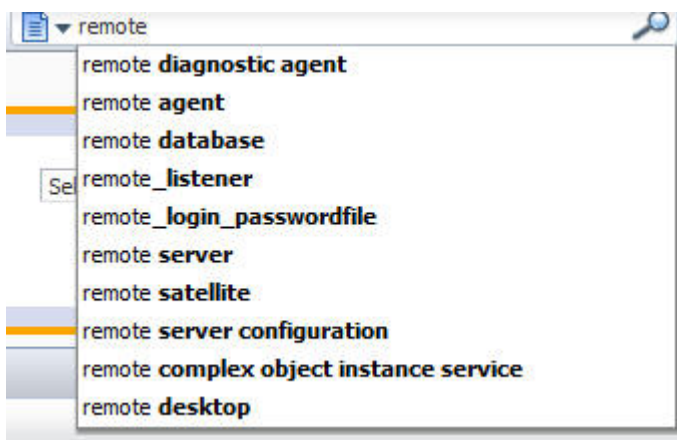 remote
remote diagnostic agent
remote agent
remote database
Sel
remote_listener
remote_login_passwordfile
remote server
remote satellite
remote server configuration
remote complex object instance service
remote desktop